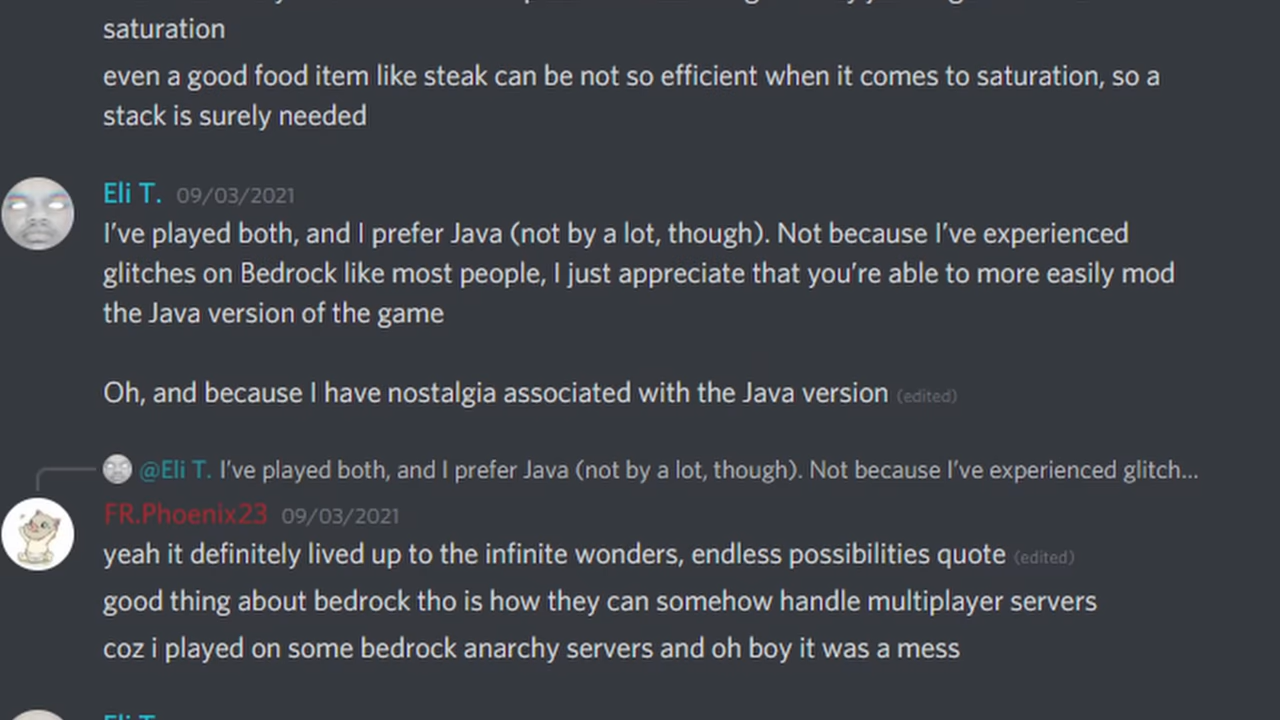 saturation
even a good food item like steak can be not so efficient when it comes to saturation, so a
stack is surely needed
Eli T. 09/03/2021
I've played both, and I prefer Java (not by a lot, though). Not because I've experienced
glitches on Bedrock like most people, I just appreciate that you're able to more easily mod
the Java version of the game
Oh, and because I have nostalgia associated with the Java version (edited)
@Eli T. I've played both, and I prefer Java (not by a lot, though). Not because I've experienced glitch...
FR.Phoenix23 09/03/2021
yeah it definitely lived up to the infinite wonders, endless possibilities quote (edited)
good thing about bedrock tho is how they can somehow handle multiplayer servers
coz i played on some bedrock anarchy servers and oh boy it was a mess
Eli T.